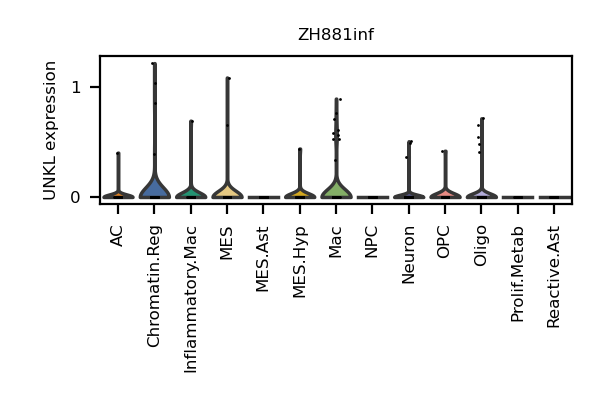 ZH881inf
UNKL expression
1
0
AC
Chromatin.Reg
Inflammatory.Mac
MES
MES.Ast
MES.Hyp
Mac
NPC
Neuron
OPC
Oligo
Prolif.Metab
Reactive.Ast